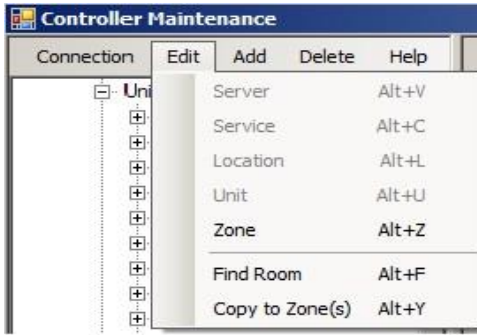 Controller Maintenance
Connection Edit Add Delete Help
Uni
Server Alt+V
Service Alt+C
Location Alt+L
Unit Alt+U
Zone Alt+Z
Find Room Alt+F
Copy to Zone(s) Alt+Y